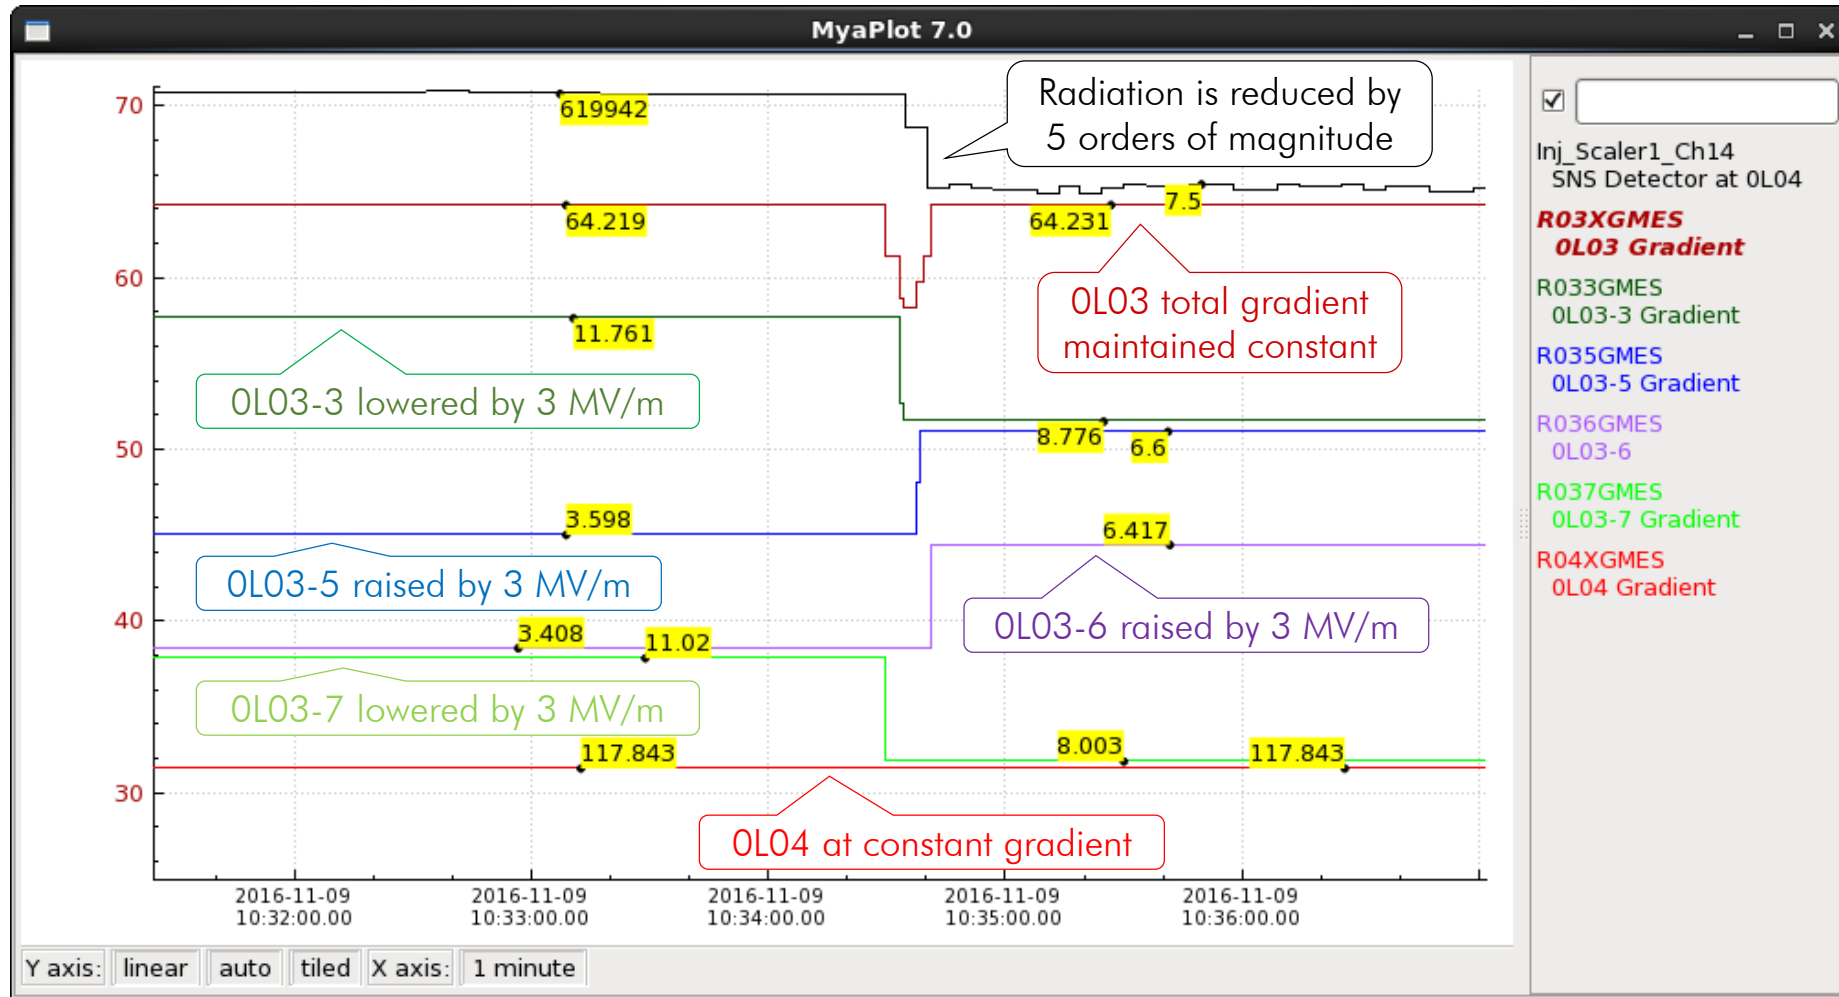 MyaPlot 7.0
70
60
50
40
30
619942
Radiation is reduced by
5 orders of magnitude
7.5
64.219
64.231
0L03 total gradient
maintained constant
11.761
0L03-3 lowered by 3 MV/m
8.776
6.6
3.598
0L03-5 raised by 3 MV/m
6.417
0L03-6 raised by 3 MV/m
3.408
11.02
0L03-7 lowered by 3 MV/m
117.843
8.003
117.843
0L04 at constant gradient
2016-11-09
10:32:00.00
2016-11-09
10:33:00.00
2016-11-09
10:34:00.00
2016-11-09
10:35:00.00
2016-11-09
10:36:00.00
Inj_Scaler1_Ch14
SNS Detector at 0L04
R03XGMES
0L03 Gradient
R033GMES
0L03-3 Gradient
R035GMES
0L03-5 Gradient
R036GMES
0L03-6
R037GMES
0L03-7 Gradient
R04XGMES
0L04 Gradient
Y axis: linear auto tiled X axis: 1 minute